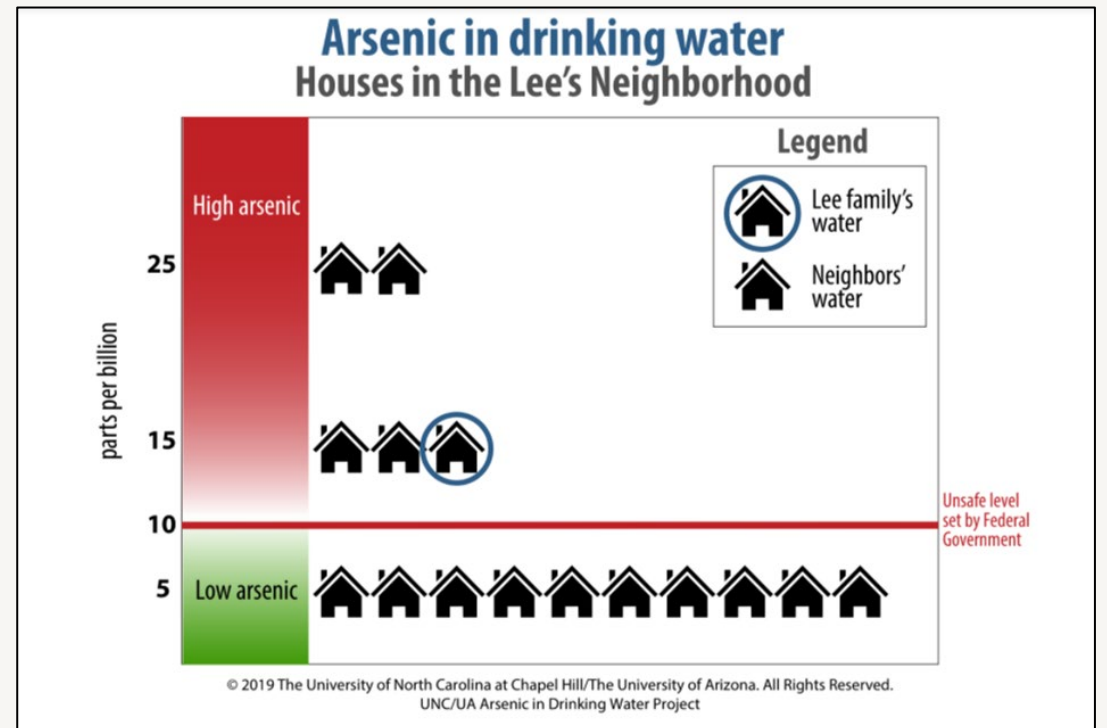 Arsenic in drinking water
Houses in the Lee's Neighborhood
Legend
High arsenic
Lee family's
water
25
Neighbors'
water
parts per billion
15
10
Unsafe level
set by Federal
Government
5
Low arsenic
© 2019 The University of North Carolina at Chapel Hill/The University of Arizona. All Rights Reserved.
UNC/UA Arsenic in Drinking Water Project